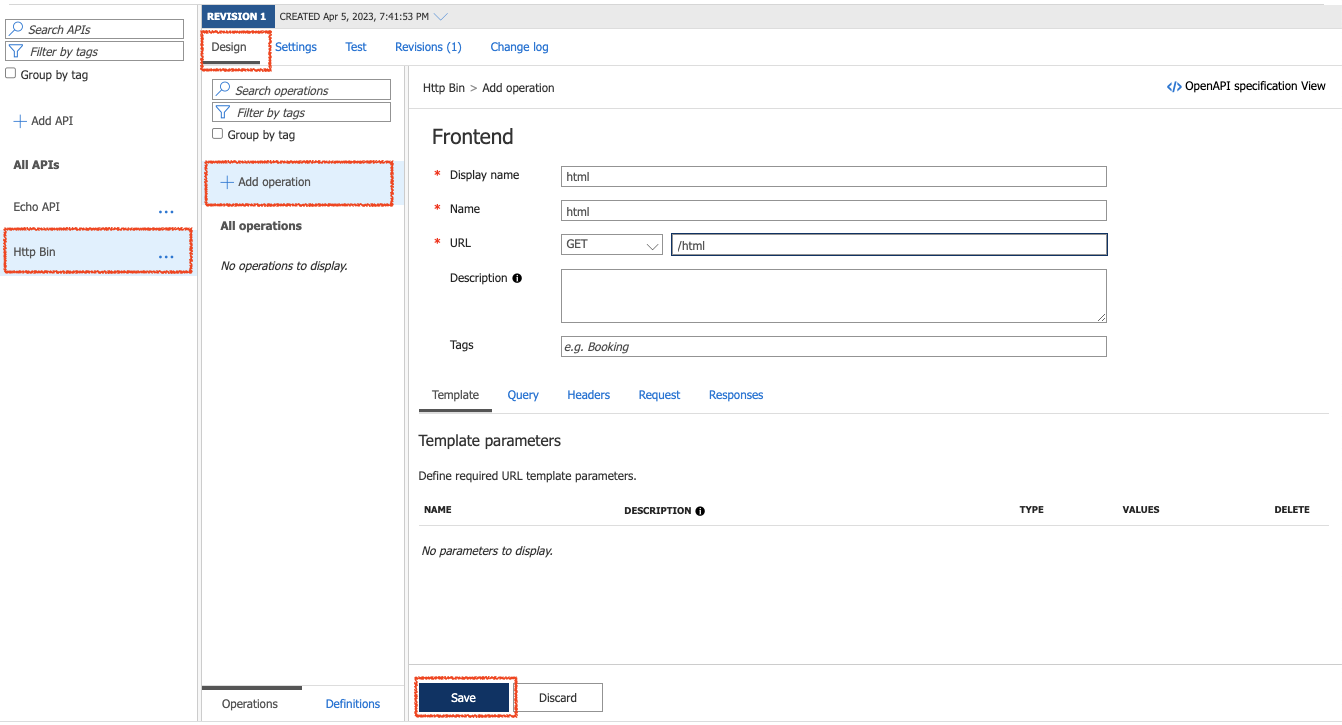 REVISION 1 CREATED Apr 5, 2023, 7:41:53 PM
Search APIs
Filter by tags
Group by tag
Add API
All APIs
Echo API ...
Http Bin ...
Design Settings Test Revisions (1) Change log
Search operations
Filter by tags
Group by tag
Add operation
All operations
No operations to display.
Operations Definitions
Http Bin > Add operation
</> OpenAPI specification View
Frontend
* Display name html
* Name html
* URL GET /html
Description
Tags e.g. Booking
Template Query Headers Request Responses
Template parameters
Define required URL template parameters.
NAME DESCRIPTION TYPE VALUES DELETE
No parameters to display.
Save Discard